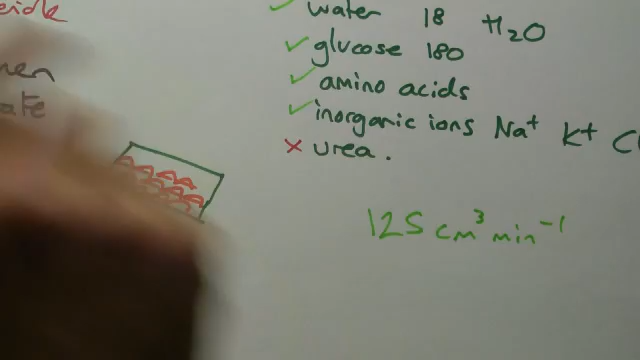 water 18 H₂O
glucose 180
amino acids
inorganic ions Na⁺ K⁺
urea.
125 cm³ min⁻¹